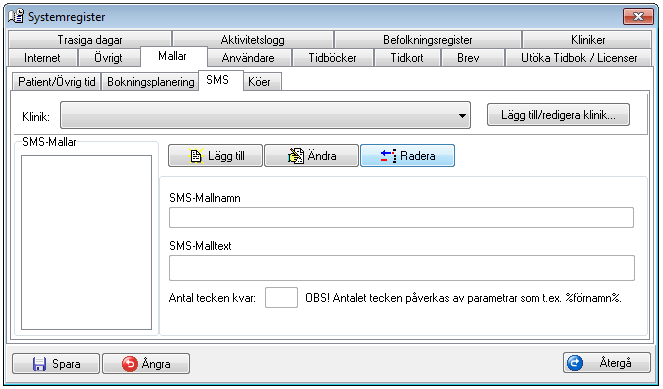 Systemregister
Trasiga dagar Aktivitetslogg Befolkningsregister Kliniker
Internet Övrigt Mallar Användare Tidböcker Tidkort Brev Utöka Tidbok / Licenser
Patient/Övrig tid Bokningsplanering SMS Köer
Klinik: Lägg till/redigera klinik...
SMS-Mallar
Lägg till Ändra Radera
SMS-Mallnamn
SMS-Malltext
Antal tecken kvar: OBS! Antalet tecken påverkas av parametrar som t.ex. %förnamn%.
Spara Ångra Återgå